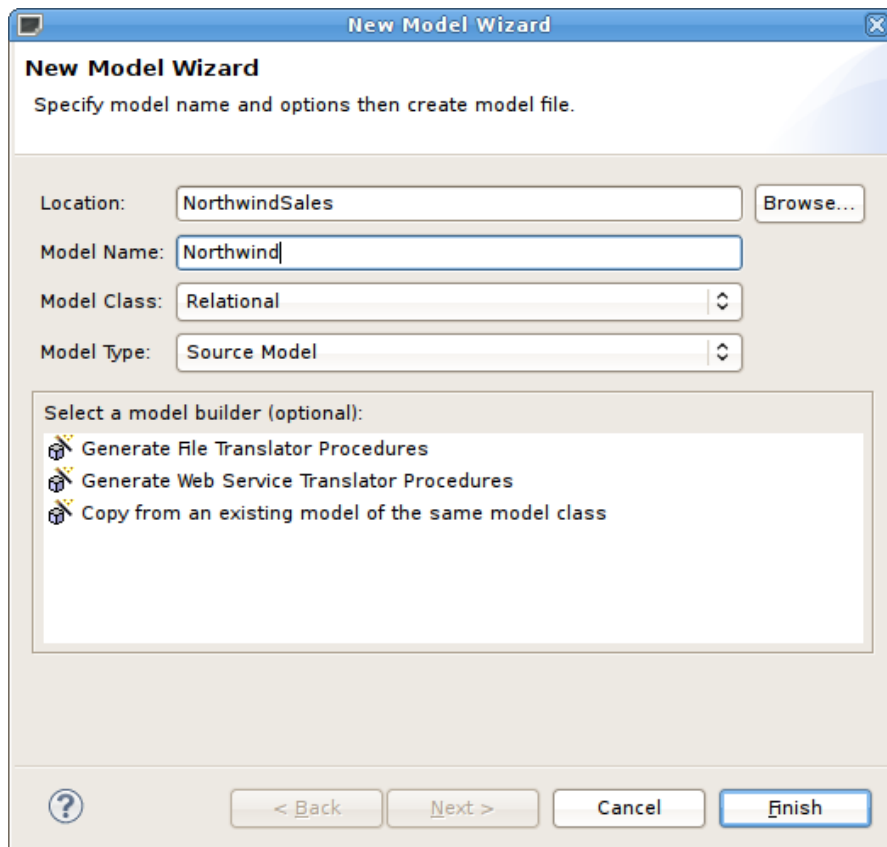 New Model Wizard
New Model Wizard
Specify model name and options then create model file.
Location: NorthwindSales Browse...
Model Name: Northwind
Model Class: Relational
Model Type: Source Model
Select a model builder (optional):
Generate File Translator Procedures
Generate Web Service Translator Procedures
Copy from an existing model of the same model class
? < Back Next > Cancel Finish